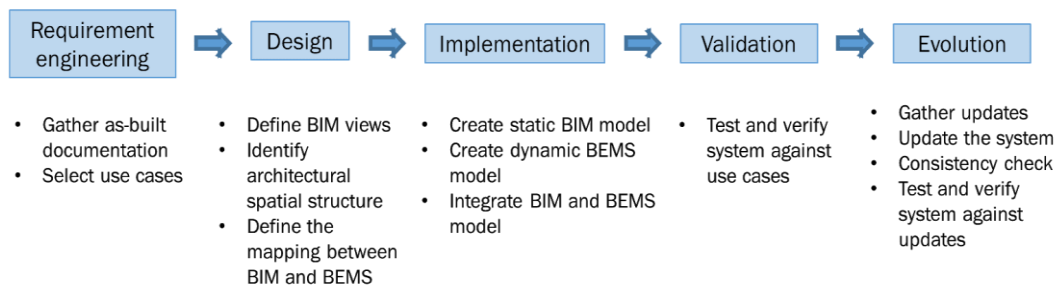 Requirement
engineering
Design
Implementation
Validation
Evolution
• Gather as-built
documentation
• Select use cases
• Define BIM views
• Identify
architectural
spatial structure
• Define the
mapping between
BIM and BEMS
• Create static BIM model
• Create dynamic BEMS
model
• Integrate BIM and BEMS
model
• Test and verify
system against
use cases
• Gather updates
• Update the system
• Consistency check
• Test and verify
system against
updates